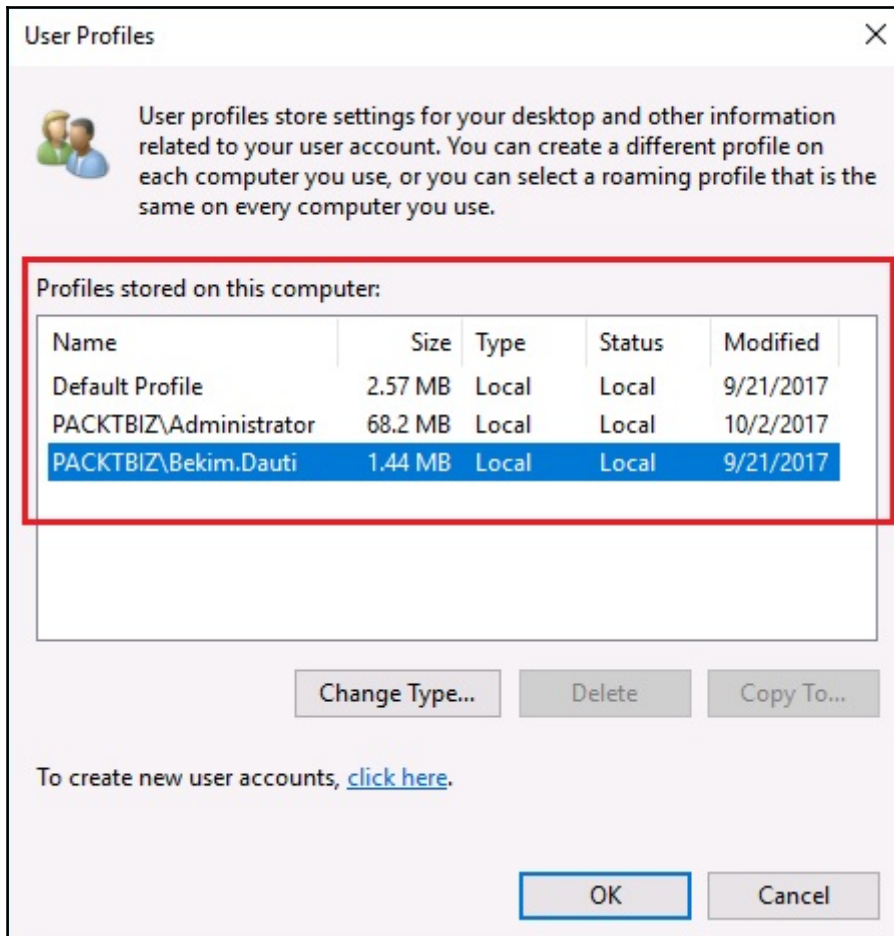 User Profiles
User profiles store settings for your desktop and other information
related to your user account. You can create a different profile on
each computer you use, or you can select a roaming profile that is the
same on every computer you use.
Profiles stored on this computer:
Name Size Type Status Modified
Default Profile 2.57 MB Local Local 9/21/2017
PACKTBIZ\Administrator 68.2 MB Local Local 10/2/2017
PACKTBIZ\Bekim.Dauti 1.44 MB Local Local 9/21/2017
Change Type... Delete Copy To...
To create new user accounts, click here.
OK Cancel